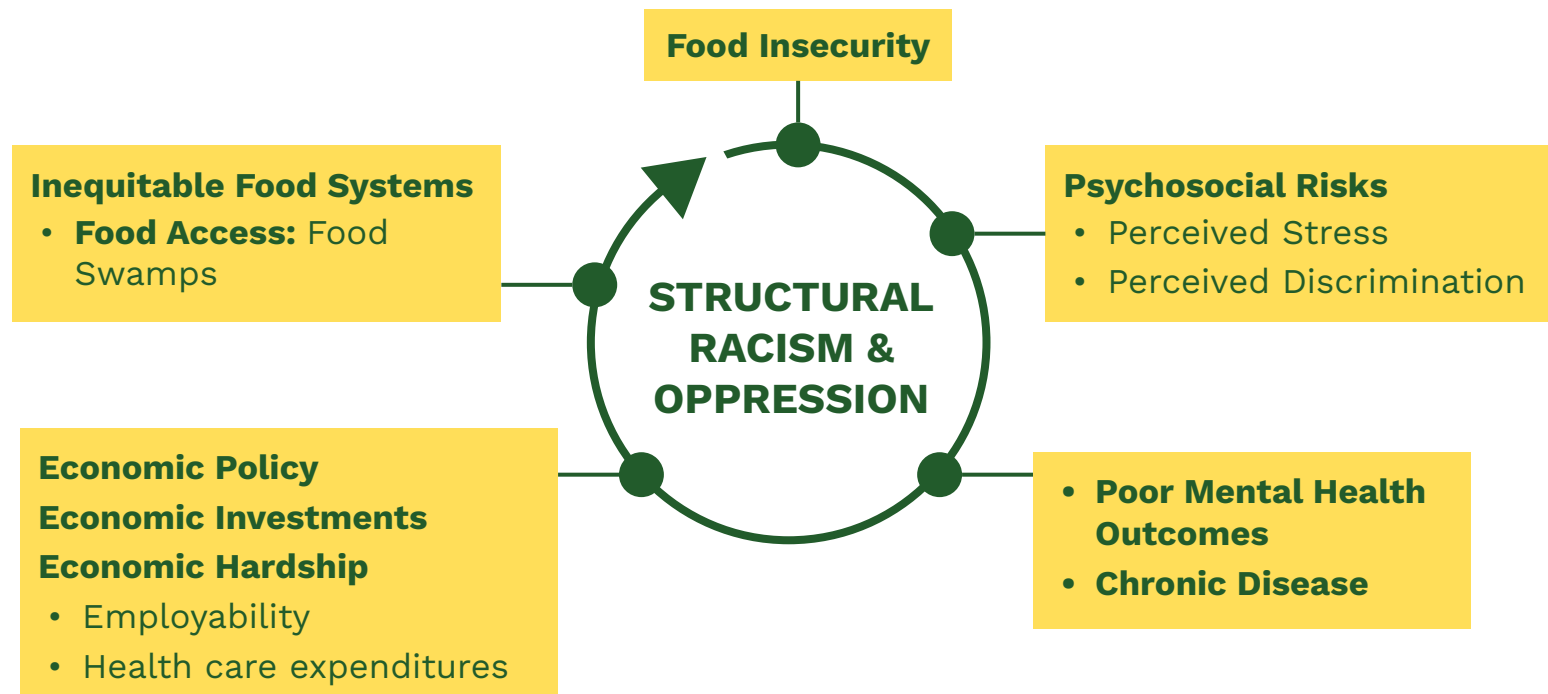 Food Insecurity
Inequitable Food Systems
• Food Access: Food
Swamps
Psychosocial Risks
• Perceived Stress
• Perceived Discrimination
STRUCTURAL
RACISM &
OPPRESSION
Economic Policy
Economic Investments
Economic Hardship
• Employability
• Health care expenditures
• Poor Mental Health
Outcomes
• Chronic Disease